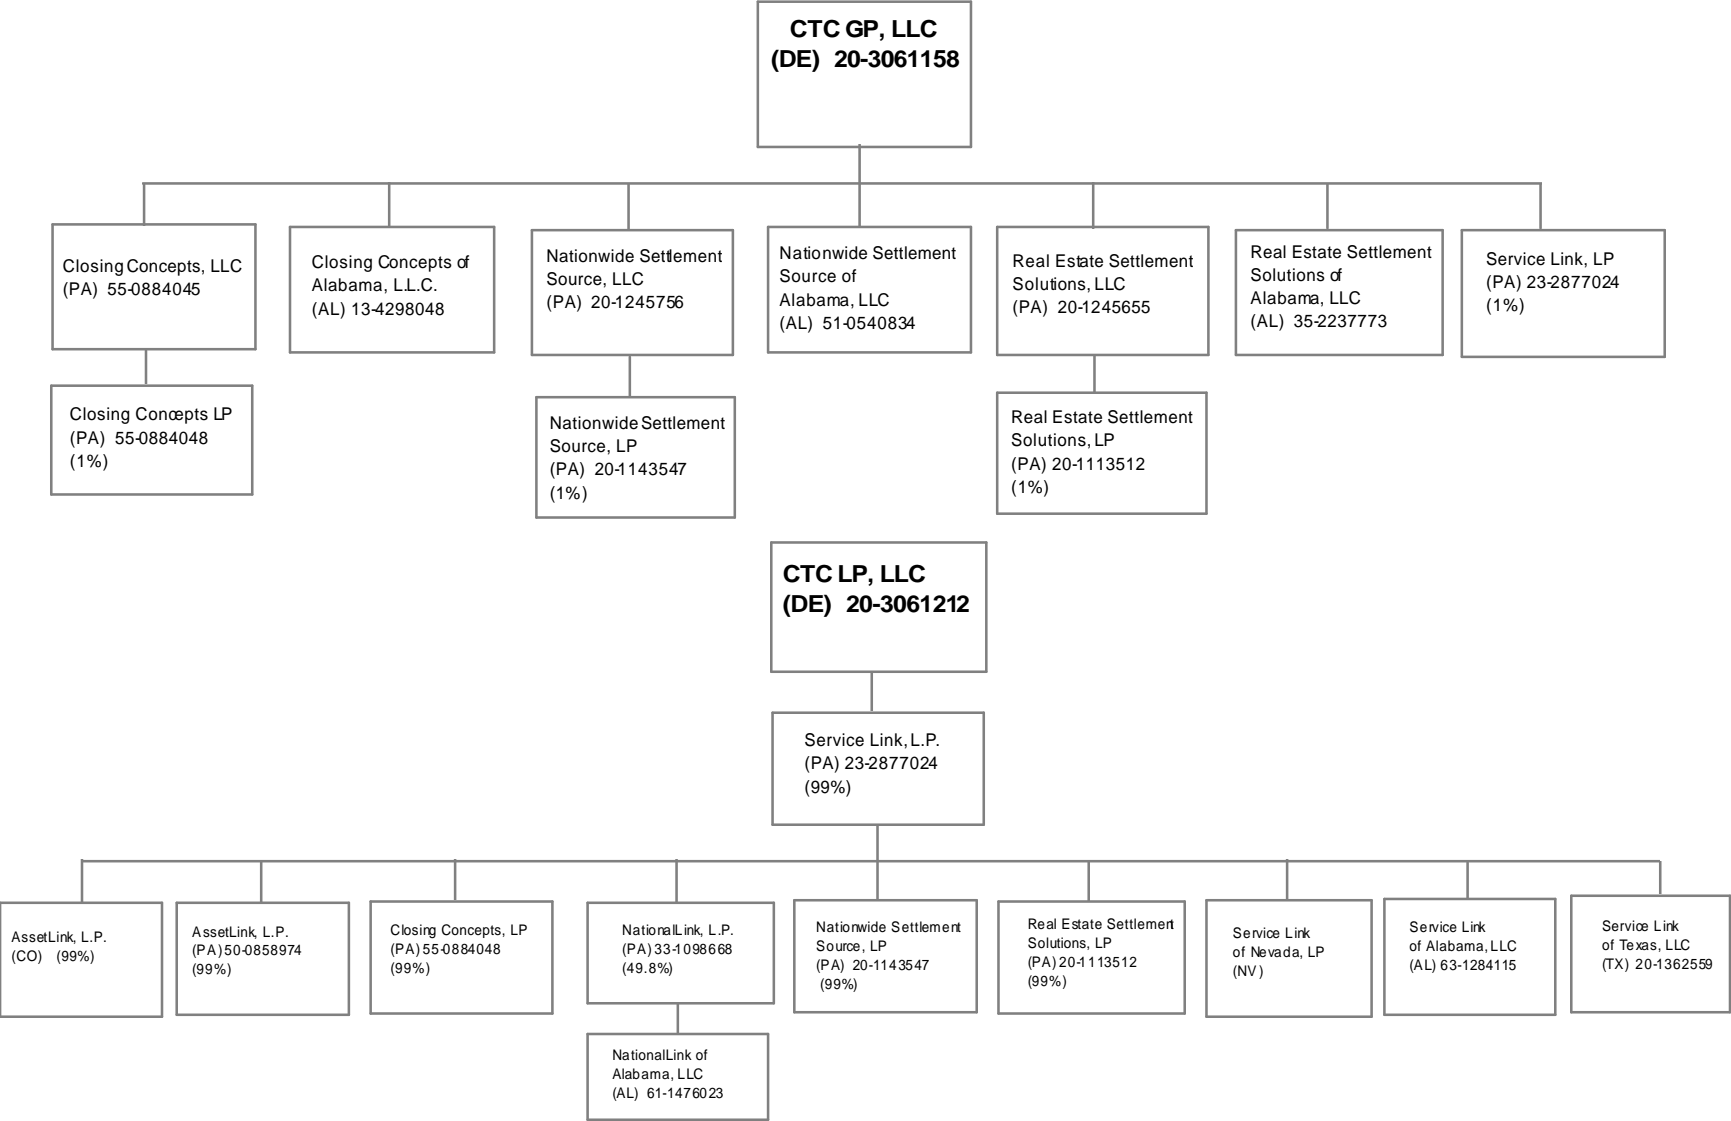 CTC GP, LLC
(DE) 20-3061158
Closing Concepts, LLC
(PA) 55-0884045
Closing Concepts of
Alabama, L.L.C.
(AL) 13-4298048
Nationwide Settlement
Source, LLC
(PA) 20-1245756
Nationwide Settlement
Source of
Alabama, LLC
(AL) 51-0540834
Real Estate Settlement
Solutions, LLC
(PA) 20-1245655
Real Estate Settlement
Solutions of
Alabama, LLC
(AL) 35-2237773
Service Link, LP
(PA) 23-2877024
(1%)
Closing Concepts LP
(PA) 55-0884048
(1%)
Nationwide Settlement
Source, LP
(PA) 20-1143547
(1%)
Real Estate Settlement
Solutions, LP
(PA) 20-1113512
(1%)
CTC LP, LLC
(DE) 20-3061212
Service Link, L.P.
(PA) 23-2877024
(99%)
AssetLink, L.P.
(CO) (99%)
AssetLink, L.P.
(PA) 50-0858974
(99%)
Closing Concepts, LP
(PA) 55-0884048
(99%)
NationalLink, L.P.
(PA) 33-1098668
(49.8%)
Nationwide Settlement
Source, LP
(PA) 20-1143547
(99%)
Real Estate Settlement
Solutions, LP
(PA) 20-1113512
(99%)
Service Link
of Nevada, LP
(NV)
Service Link
of Alabama, LLC
(AL) 63-1284115
Service Link
of Texas, LLC
(TX) 20-1362559
NationalLink of
Alabama, LLC
(AL) 61-1476023